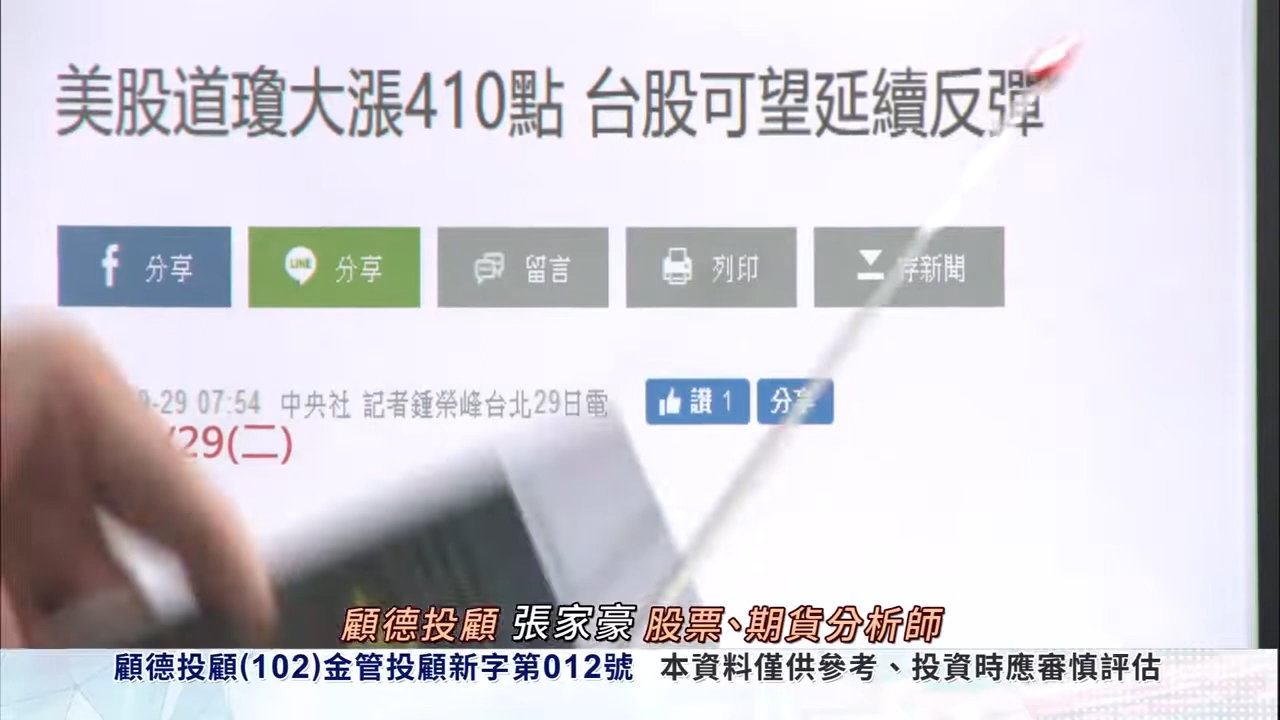 美股道瓊大漲410點 台股可望延續反彈
分享
LINE 分享
留言
列印
存新聞
-29 07:54 中央社 記者鍾榮峰台北29日電
讚 1
分享
/29(二)
顧德投顧 張家豪 股票、期貨分析師
顧德投顧(102)金管投顧新字第012號 本資料僅供參考、投資時應審慎評估